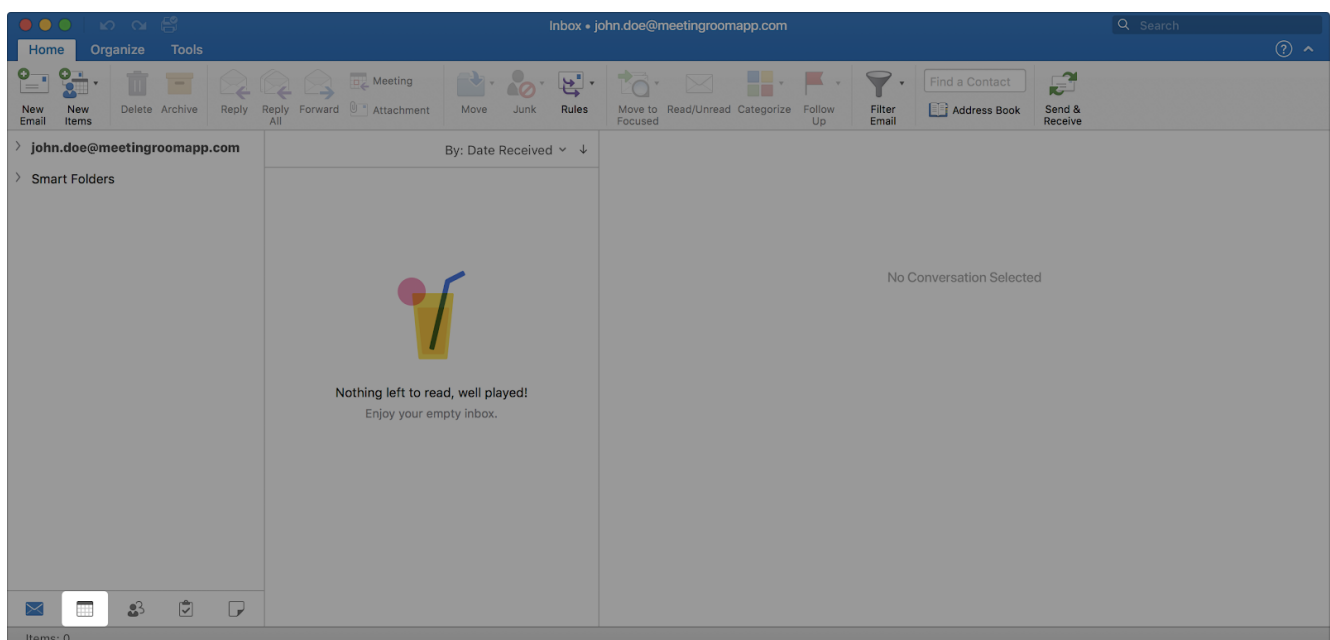 Inbox • john.doe@meetingroomapp.com
Search
Home Organize Tools
?
New Email
New Items
Delete
Archive
Reply
Reply All
Forward
Meeting
Attachment
Move
Junk
Rules
Move to Focused
Read/Unread
Categorize
Follow Up
Filter Email
Find a Contact
Address Book
Send & Receive
john.doe@meetingroomapp.com
Smart Folders
By: Date Received
Nothing left to read, well played!
Enjoy your empty inbox.
No Conversation Selected
Items: 0